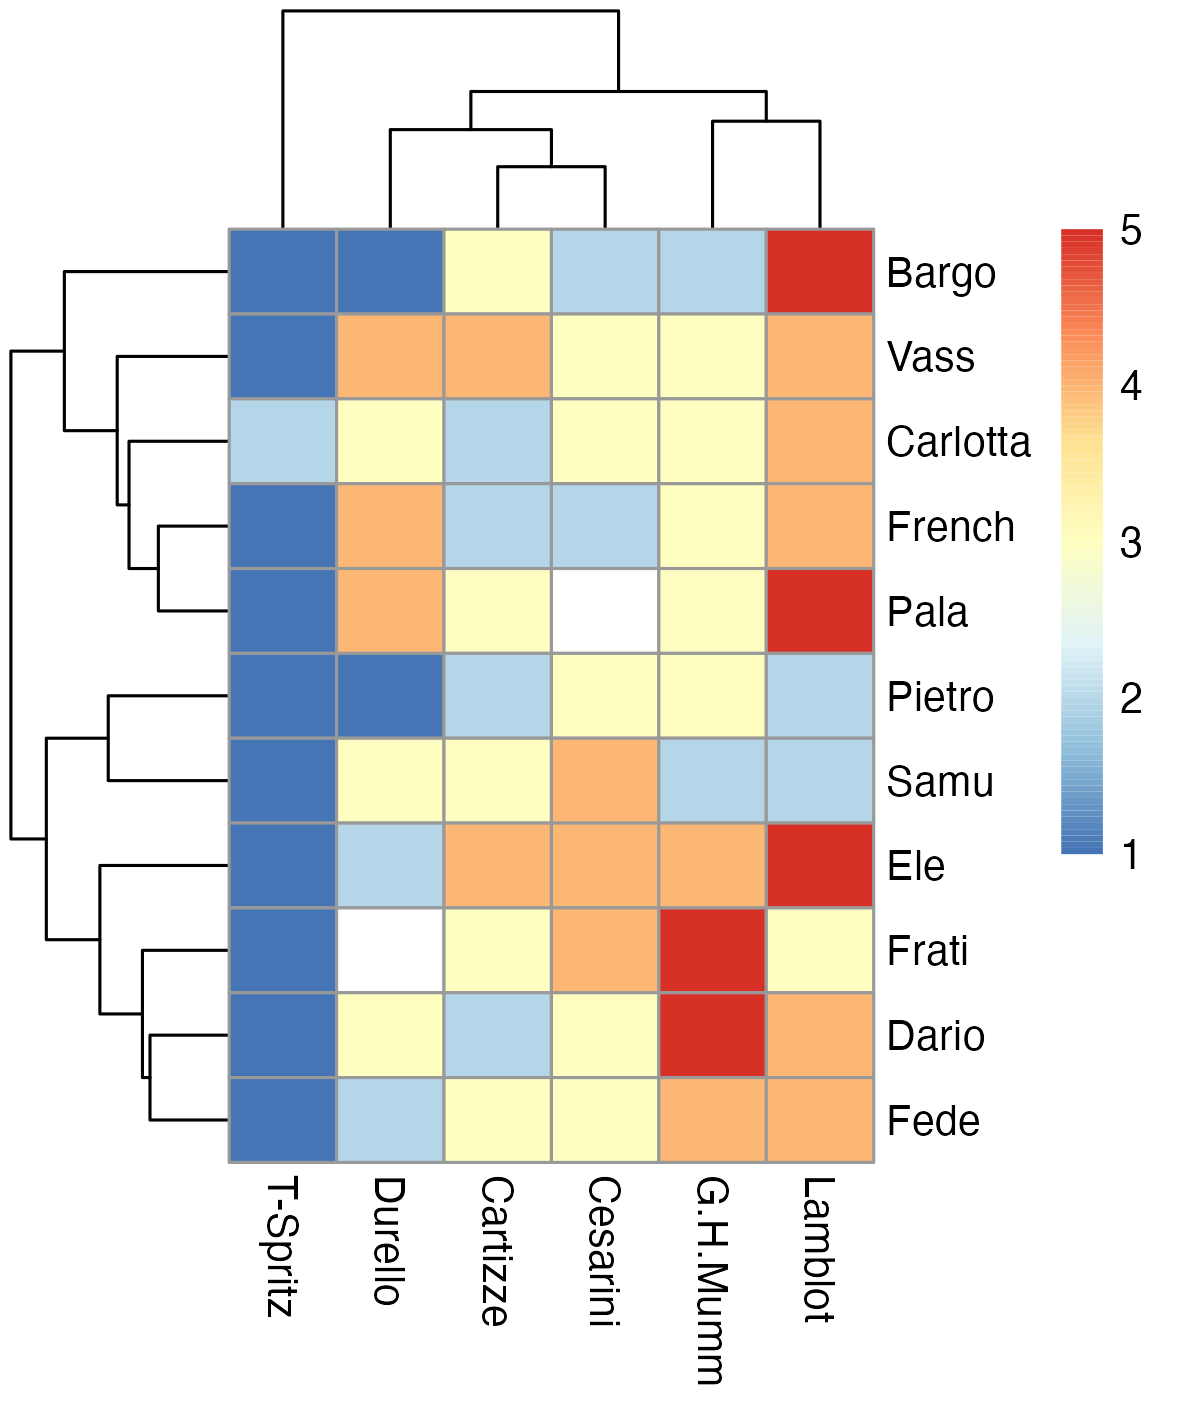 Bargo
Vass
Carlotta
French
Pala
Pietro
Samu
Ele
Frati
Dario
Fede
5
4
3
2
1
T-Spritz
Durello
Cartizze
Cesarini
G.H.Mumm
Lamblot